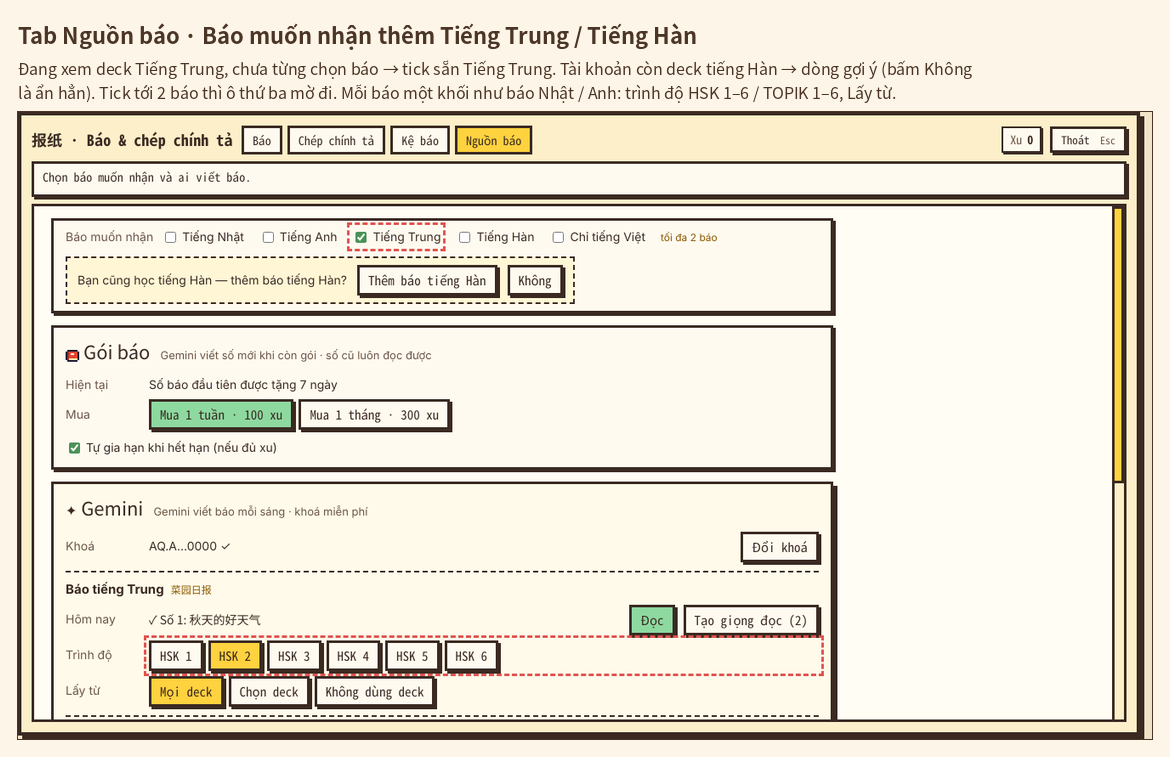 Tab Nguồn báo · Báo muốn nhận thêm Tiếng Trung / Tiếng Hàn
Đang xem deck Tiếng Trung, chưa từng chọn báo → tick sẵn Tiếng Trung. Tài khoản còn deck tiếng Hàn → dòng gợi ý (bấm Không
là ẩn hẳn). Tick tới 2 báo thì ô thứ ba mờ đi. Mỗi báo một khối như báo Nhật / Anh: trình độ HSK 1–6 / TOPIK 1–6, Lấy từ.
报纸 · Báo & chép chính tả Báo Chép chính tả Kệ báo Nguồn báo Xu 0 Thoát Esc
Chọn báo muốn nhận và ai viết báo.
Báo muốn nhận Tiếng Nhật Tiếng Anh Tiếng Trung Tiếng Hàn Chỉ tiếng Việt tối đa 2 báo
Bạn cũng học tiếng Hàn — thêm báo tiếng Hàn? Thêm báo tiếng Hàn Không
Gói báo Gemini viết số mới khi còn gói · số cũ luôn đọc được
Hiện tại Số báo đầu tiên được tặng 7 ngày
Mua Mua 1 tuần · 100 xu Mua 1 tháng · 300 xu
Tự gia hạn khi hết hạn (nếu đủ xu)
✦ Gemini Gemini viết báo mỗi sáng · khoá miễn phí
Khoá AQ.A…0000 ✓ Đổi khoá
Báo tiếng Trung 菜园日报
Hôm nay ✓ Số 1: 秋天的好天气 Đọc Tạo giọng đọc (2)
Trình độ HSK 1 HSK 2 HSK 3 HSK 4 HSK 5 HSK 6
Lấy từ Mọi deck Chọn deck Không dùng deck